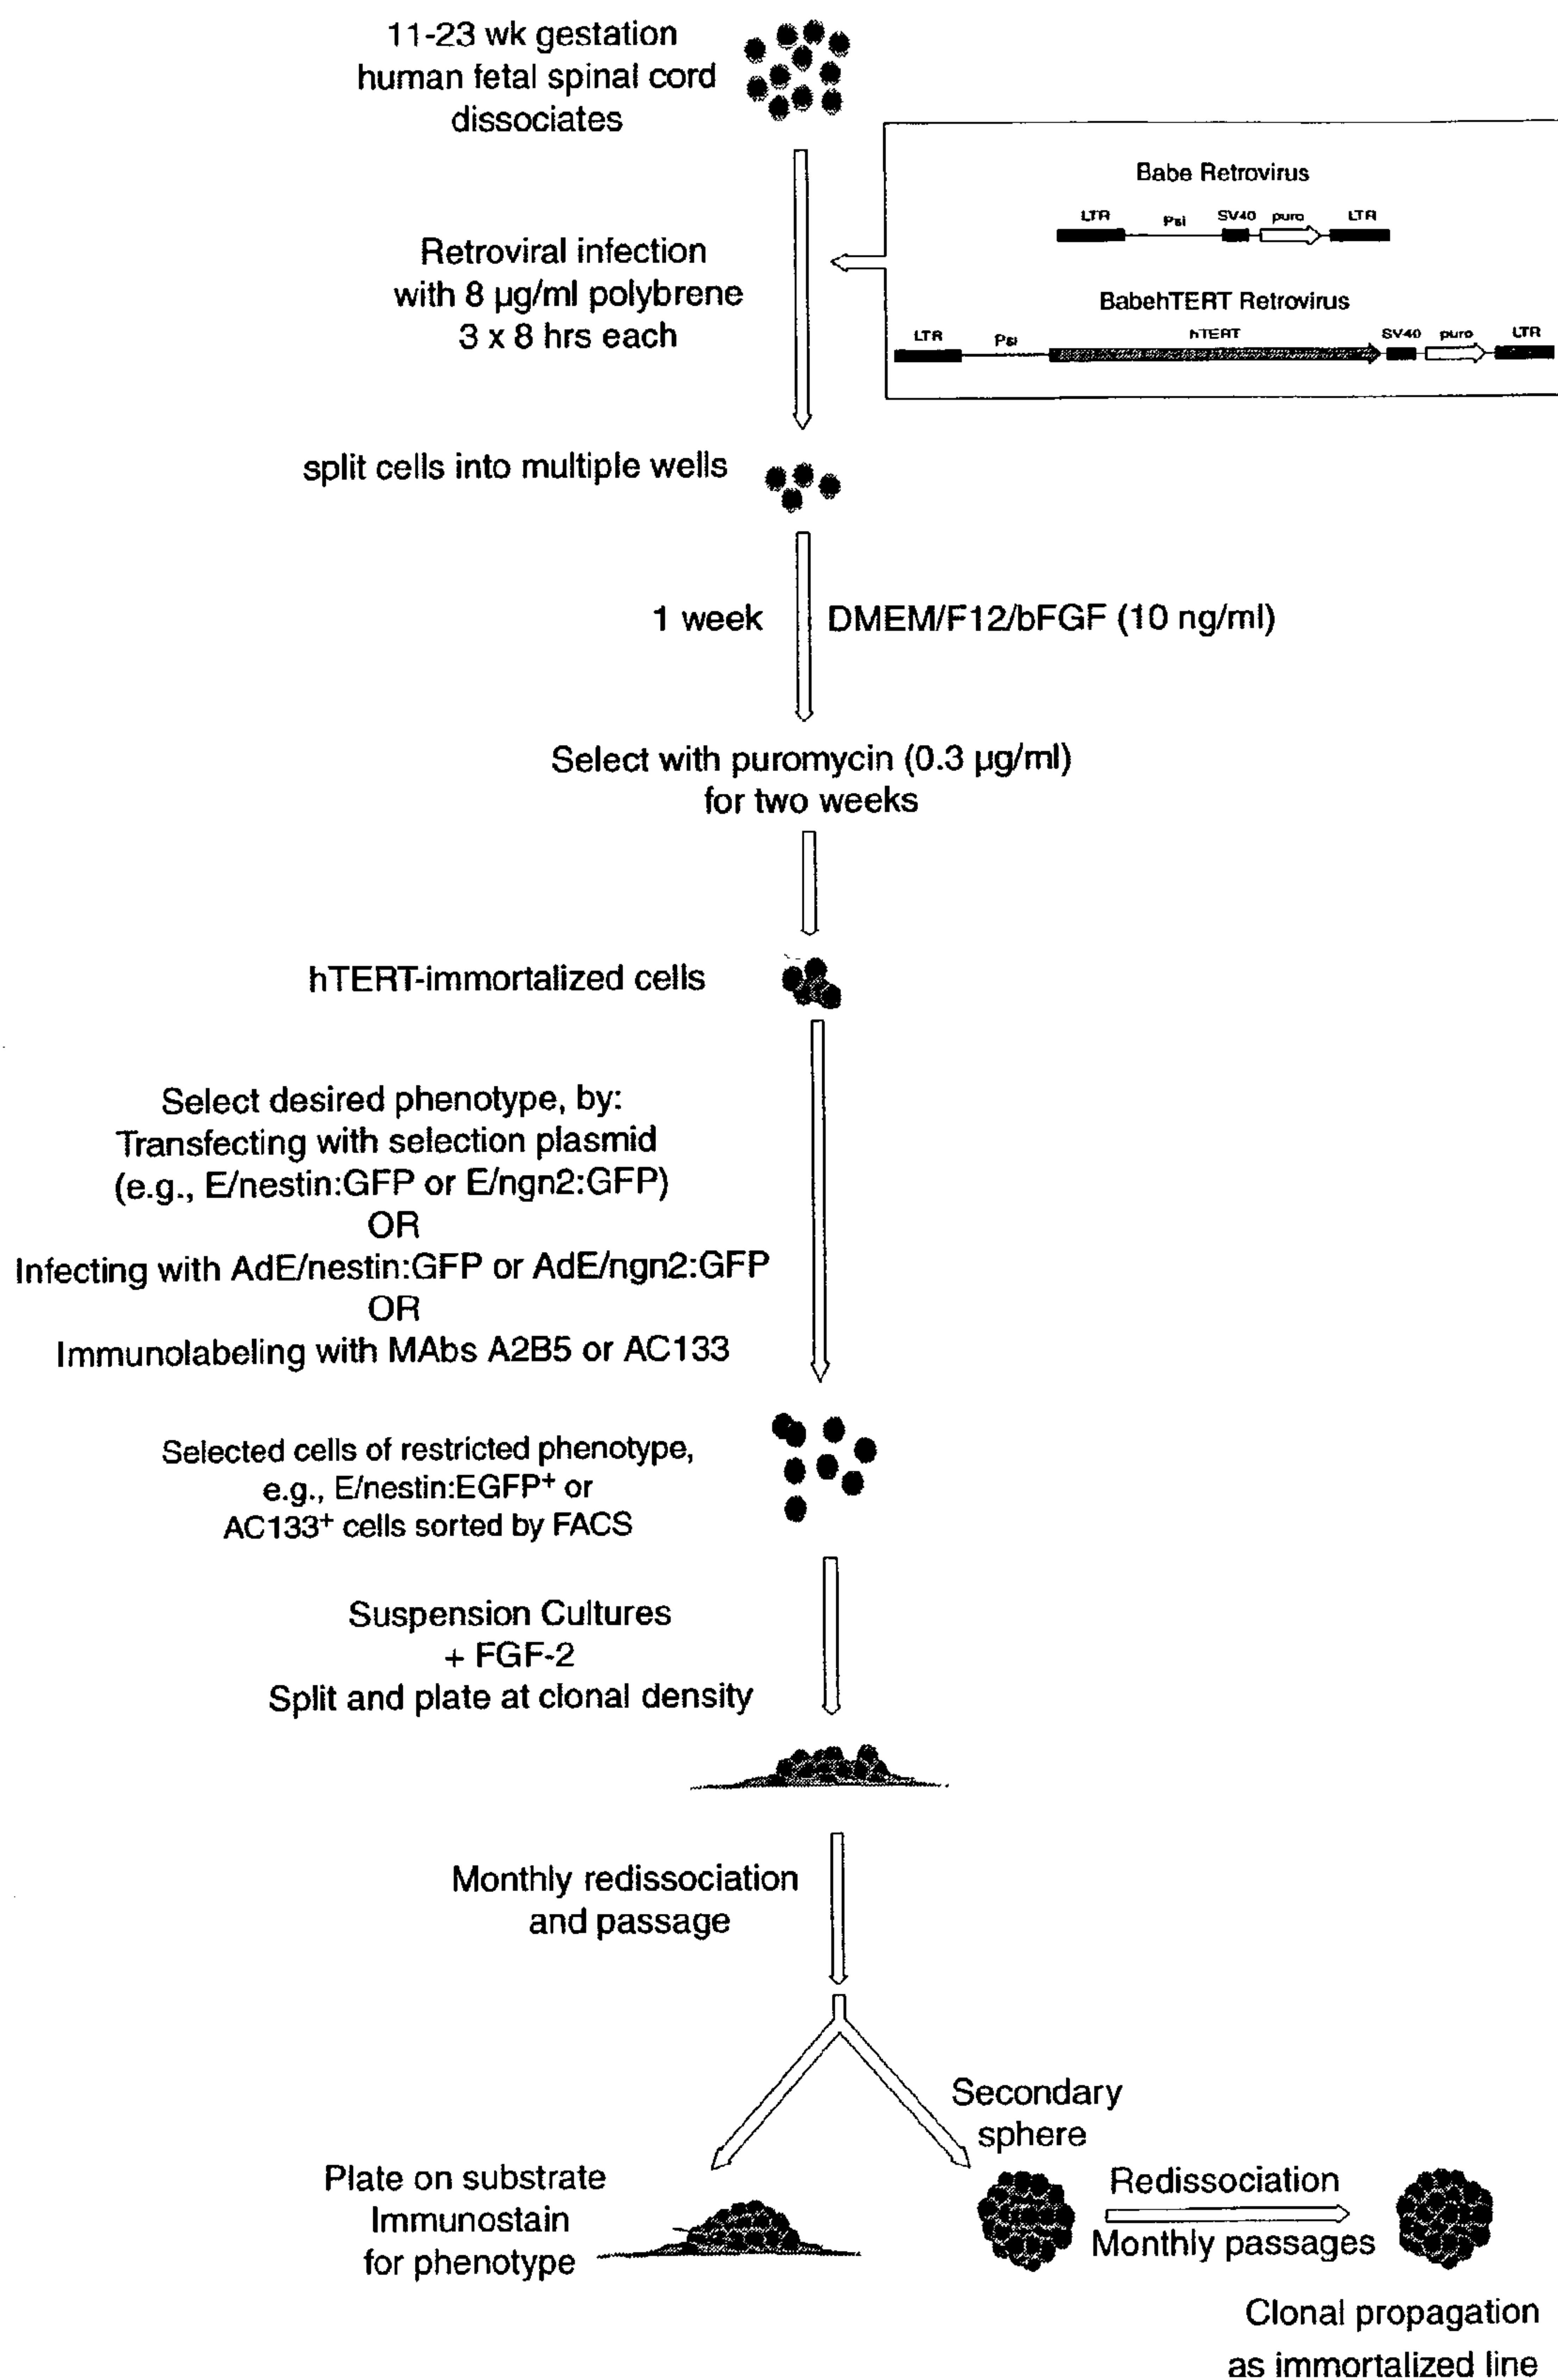 11-23 wk gestation
human fetal spinal cord
dissociates
Babe Retrovirus
LTR Psi SV40 puro LTR
Retroviral infection
with 8 µg/ml polybrene
3 x 8 hrs each
BabehTERT Retrovirus
LTR Psi hTERT SV40 puro LTR
split cells into multiple wells
1 week DMEM/F12/bFGF (10 ng/ml)
Select with puromycin (0.3 µg/ml)
for two weeks
hTERT-immortalized cells
Select desired phenotype, by:
Transfecting with selection plasmid
(e.g., E/nestin:GFP or E/ngn2:GFP)
OR
Infecting with AdE/nestin:GFP or AdE/ngn2:GFP
OR
Immunolabeling with MAbs A2B5 or AC133
Selected cells of restricted phenotype,
e.g., E/nestin:EGFP⁺ or
AC133⁺ cells sorted by FACS
Suspension Cultures
+ FGF-2
Split and plate at clonal density
Monthly redissociation
and passage
Secondary
sphere
Plate on substrate
Immunostain
for phenotype
Redissociation
Monthly passages
Clonal propagation
as immortalized line